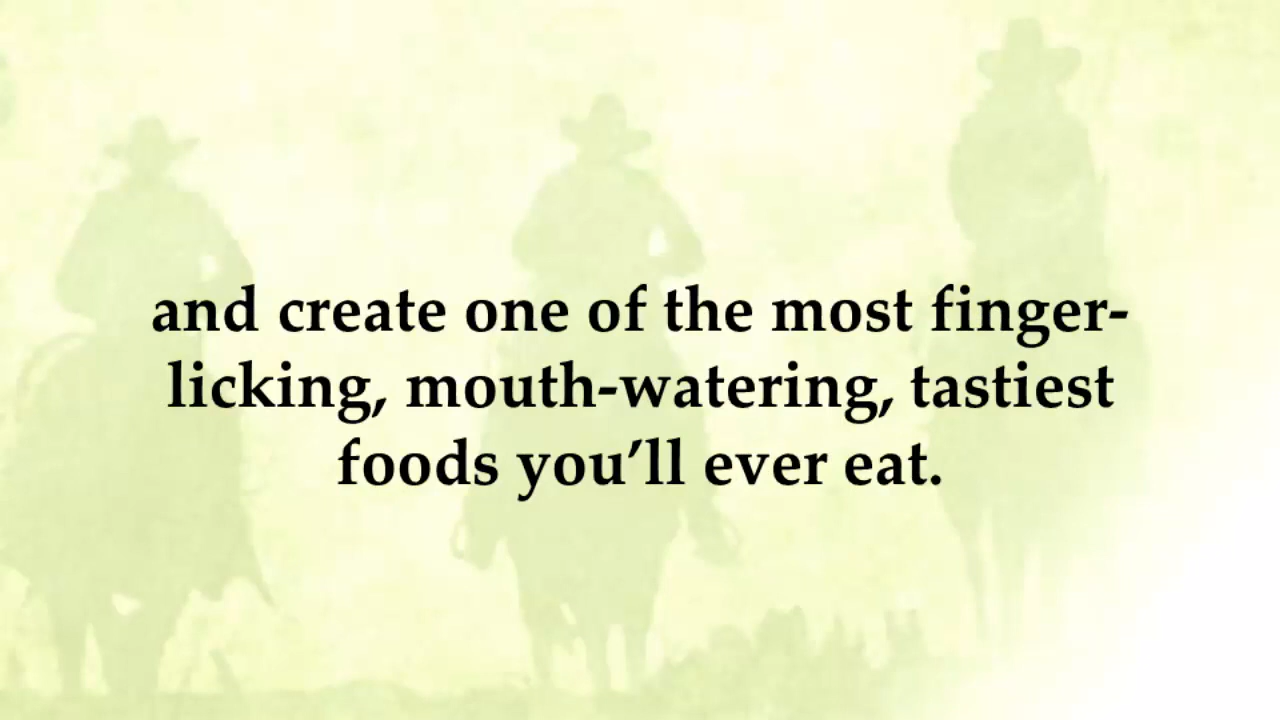 and create one of the most finger-
licking, mouth-watering, tastiest
foods you’ll ever eat.